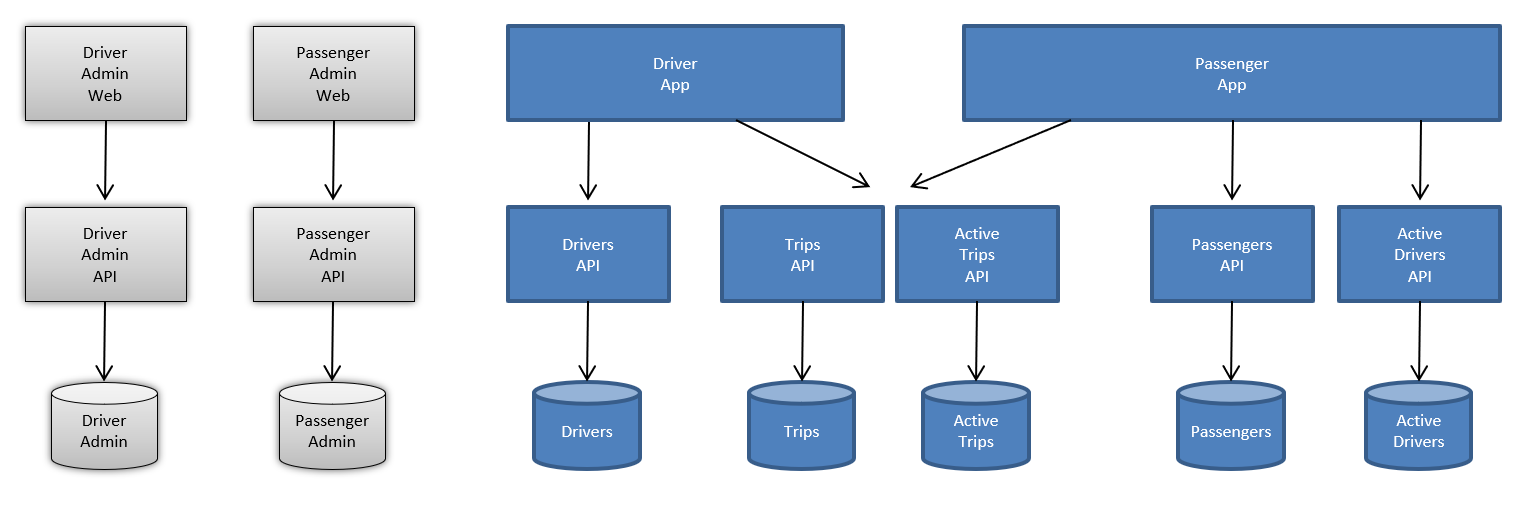 Driver
Admin
Web
Passenger
Admin
Web
Driver
App
Passenger
App
Driver
Admin
API
Passenger
Admin
API
Drivers
API
Trips
API
Active
Trips
API
Passengers
API
Active
Drivers
API
Driver
Admin
Passenger
Admin
Drivers
Trips
Active
Trips
Passengers
Active
Drivers